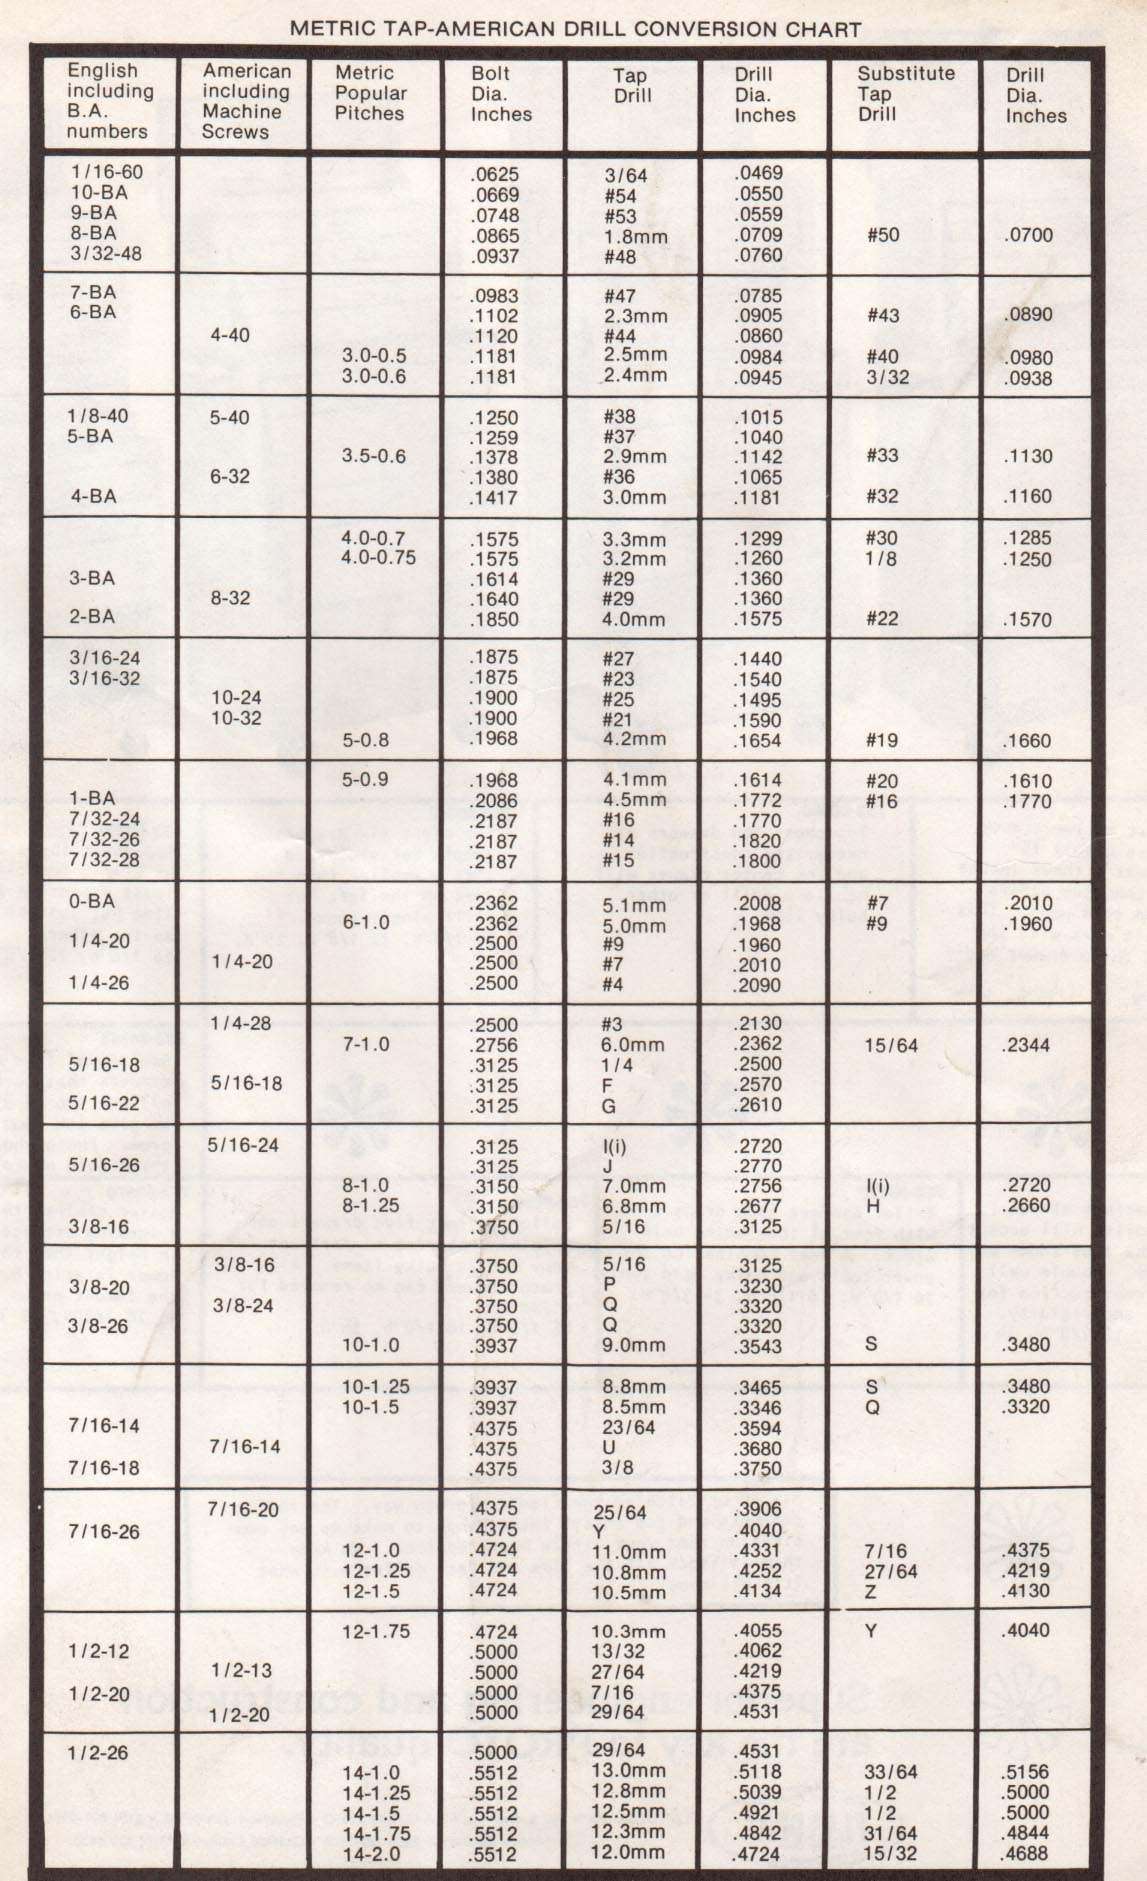 METRIC TAP-AMERICAN DRILL CONVERSION CHART
English including B.A. numbers American including Machine Screws Metric Popular Pitches Bolt Dia. Inches Tap Drill Drill Dia. Inches Substitute Tap Drill Drill Dia. Inches
1/16-60 .0625 3/64 .0469
10-BA .0669 #54 .0550
9-BA .0748 #53 .0559
8-BA .0865 1.8mm .0709 #50 .0700
3/32-48 .0937 #48 .0760
7-BA .0983 #47 .0785
6-BA .1102 2.3mm .0905 #43 .0890
4-40 .1120 #44 .0860
3.0-0.5 .1181 2.5mm .0984 #40 .0980
3.0-0.6 .1181 2.4mm .0945 3/32 .0938
1/8-40 5-40 .1250 #38 .1015
5-BA .1259 #37 .1040
3.5-0.6 .1378 2.9mm .1142 #33 .1130
6-32 .1380 #36 .1065
4-BA .1417 3.0mm .1181 #32 .1160
4.0-0.7 .1575 3.3mm .1299 #30 .1285
4.0-0.75 .1575 3.2mm .1260 1/8 .1250
3-BA .1614 #29 .1360
8-32 .1640 #29 .1360
2-BA .1850 4.0mm .1575 #22 .1570
3/16-24 .1875 #27 .1440
3/16-32 .1875 #23 .1540
10-24 .1900 #25 .1495
10-32 .1900 #21 .1590
5-0.8 .1968 4.2mm .1654 #19 .1660
5-0.9 .1968 4.1mm .1614 #20 .1610
1-BA .2086 4.5mm .1772 #16 .1770
7/32-24 .2187 #16 .1770
7/32-26 .2187 #14 .1820
7/32-28 .2187 #15 .1800
0-BA .2362 5.1mm .2008 #7 .2010
6-1.0 .2362 5.0mm .1968 #9 .1960
1/4-20 .2500 #9 .1960
1/4-20 .2500 #7 .2010
1/4-26 .2500 #4 .2090
1/4-28 .2500 #3 .2130
7-1.0 .2756 6.0mm .2362 15/64 .2344
5/16-18 .3125 1/4 .2500
5/16-18 .3125 F .2570
5/16-22 .3125 G .2610
5/16-24 .3125 I(i) .2720
5/16-26 .3125 J .2770
8-1.0 .3150 7.0mm .2756 I(i) .2720
8-1.25 .3150 6.8mm .2677 H .2660
3/8-16 .3750 5/16 .3125
3/8-16 .3750 5/16 .3125
3/8-20 .3750 P .3230
3/8-24 .3750 Q .3320
3/8-26 .3750 Q .3320
10-1.0 .3937 9.0mm .3543 S .3480
10-1.25 .3937 8.8mm .3465 S .3480
10-1.5 .3937 8.5mm .3346 Q .3320
7/16-14 .4375 23/64 .3594
7/16-14 .4375 U .3680
7/16-18 .4375 3/8 .3750
7/16-20 .4375 25/64 .3906
7/16-26 .4375 Y .4040
12-1.0 .4724 11.0mm .4331 7/16 .4375
12-1.25 .4724 10.8mm .4252 27/64 .4219
12-1.5 .4724 10.5mm .4134 Z .4130
12-1.75 .4724 10.3mm .4055 Y .4040
1/2-12 .5000 13/32 .4062
1/2-13 .5000 27/64 .4219
1/2-20 .5000 7/16 .4375
1/2-20 .5000 29/64 .4531
1/2-26 .5000 29/64 .4531
14-1.0 .5512 13.0mm .5118 33/64 .5156
14-1.25 .5512 12.8mm .5039 1/2 .5000
14-1.5 .5512 12.5mm .4921 1/2 .5000
14-1.75 .5512 12.3mm .4842 31/64 .4844
14-2.0 .5512 12.0mm .4724 15/32 .4688